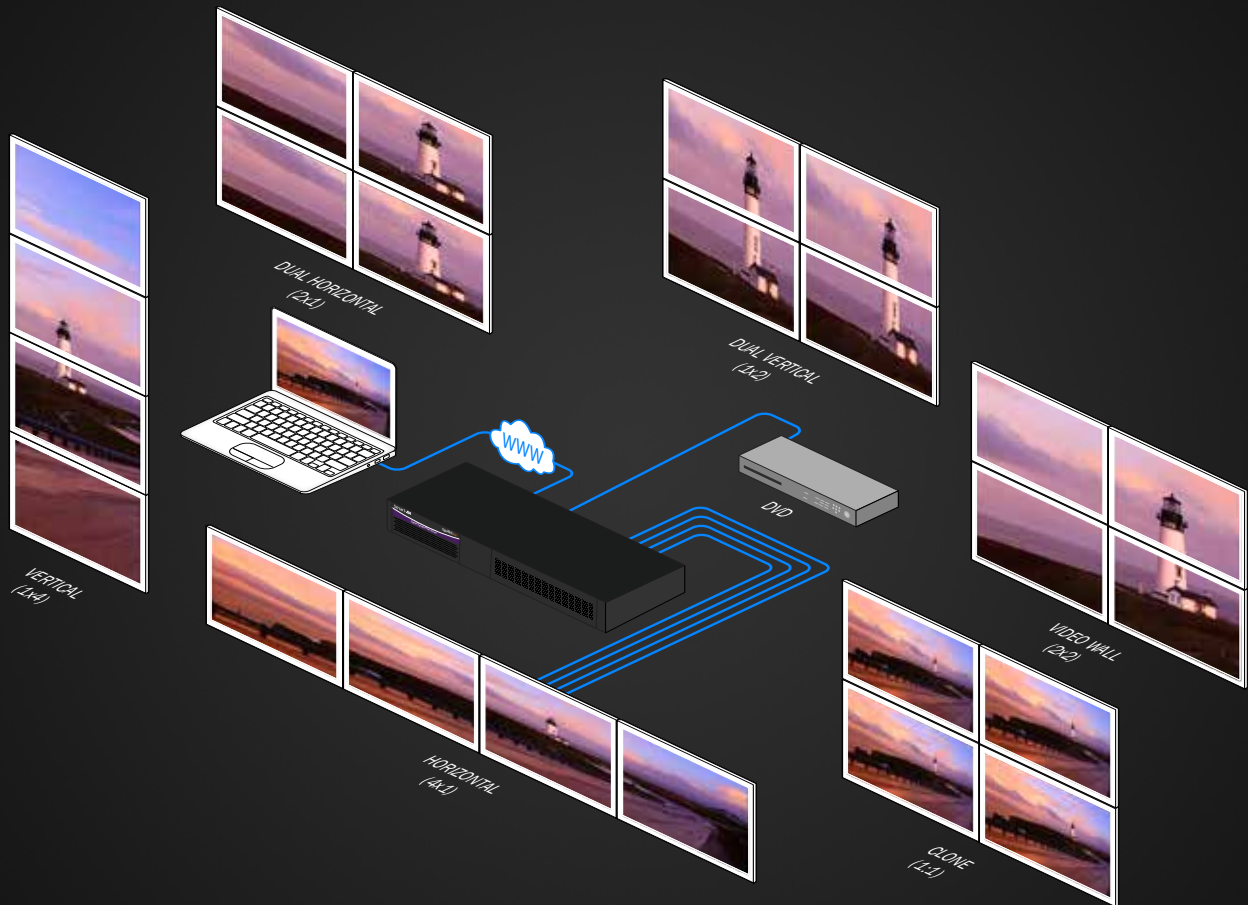 DUAL HORIZONTAL
(2x1)
DUAL VERTICAL
(1x2)
WWW
DVD
VERTICAL
(1x4)
VIDEO WALL
(2x2)
HORIZONTAL
(4x1)
CLONE
(1:1)